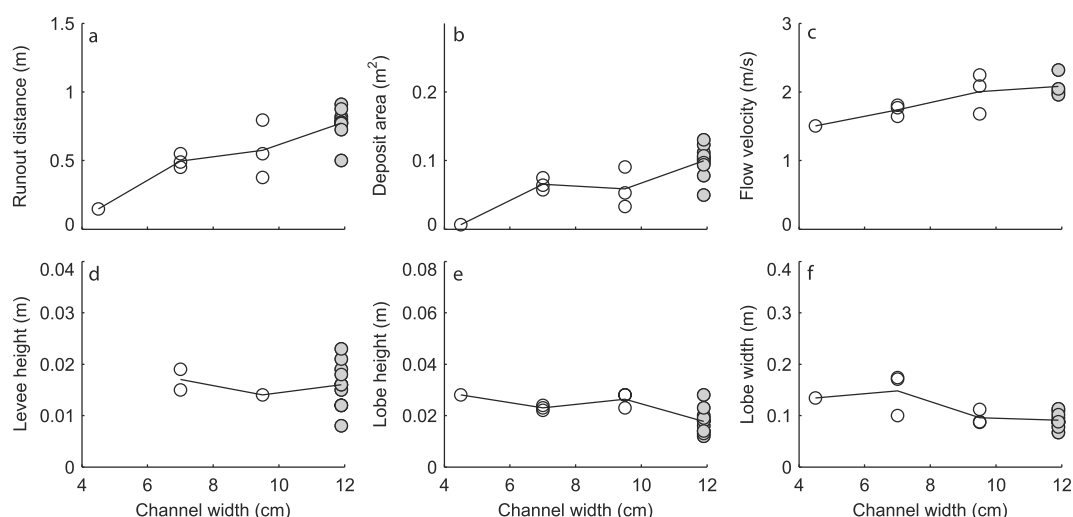 a
1.5
1
0.5
0
Runout distance (m)
b
0.2
0.1
0
Deposit area (m²)
c
3
2
1
0
Flow velocity (m/s)
d
0.04
0.03
0.02
0.01
0
Levee height (m)
4 6 8 10 12
Channel width (cm)
e
0.08
0.06
0.04
0.02
0
Lobe height (m)
4 6 8 10 12
Channel width (cm)
f
0.4
0.3
0.2
0.1
0
Lobe width (m)
4 6 8 10 12
Channel width (cm)